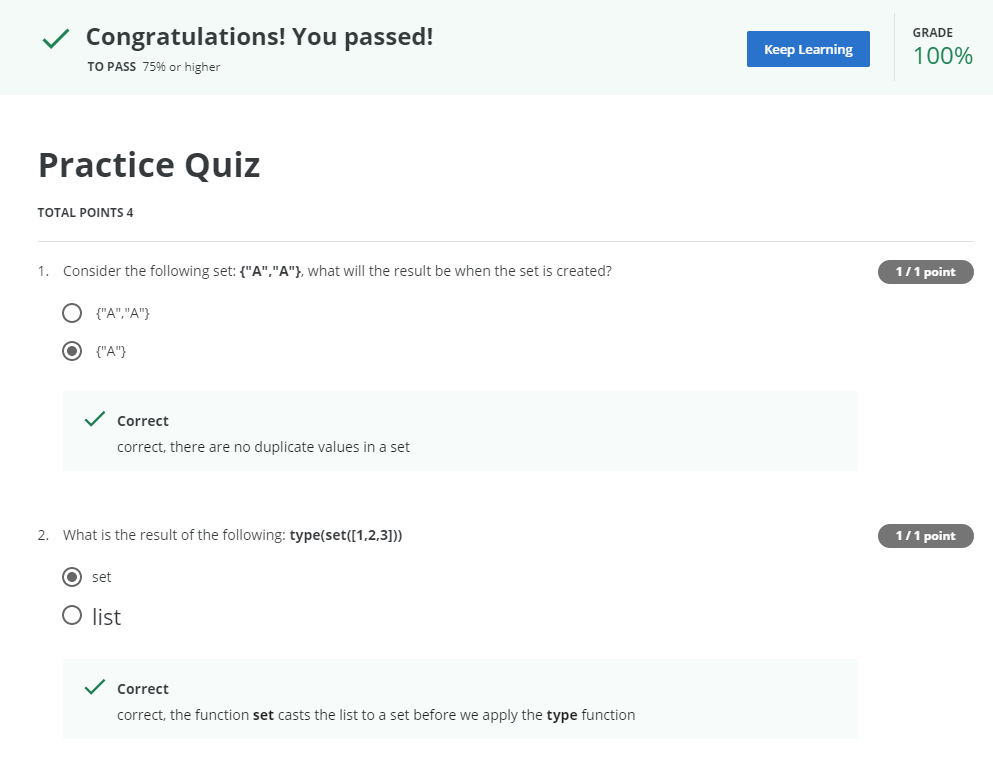 Congratulations! You passed!
TO PASS 75% or higher
Keep Learning
GRADE
100%
Practice Quiz
TOTAL POINTS 4
1. Consider the following set: {"A","A"}, what will the result be when the set is created?
1 / 1 point
{"A","A"}
{"A"}
Correct
correct, there are no duplicate values in a set
2. What is the result of the following: type(set([1,2,3]))
1 / 1 point
set
list
Correct
correct, the function set casts the list to a set before we apply the type function